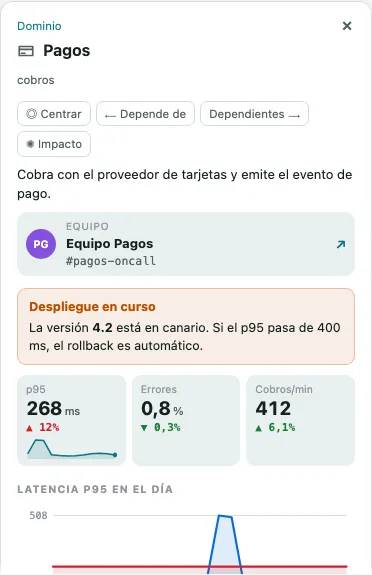 Dominio
Pagos
cobros
Centrar
Depende de
Dependientes
Impacto
Cobra con el proveedor de tarjetas y emite el evento de
pago.
PG
EQUIPO
Equipo Pagos
#pagos-oncall
Despliegue en curso
La versión 4.2 está en canario. Si el p95 pasa de 400
ms, el rollback es automático.
p95
268 ms
▲ 12%
Errores
0,8 %
▼ 0,3%
Cobros/min
412
▲ 6,1%
LATENCIA P95 EN EL DÍA
508